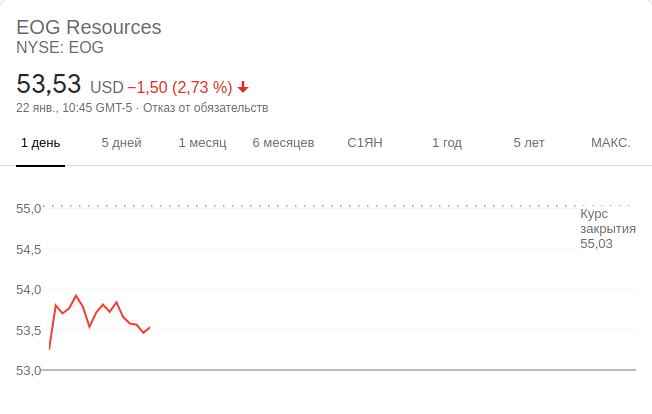 EOG Resources
NYSE: EOG
53,53 USD −1,50 (2,73 %)
22 янв., 10:45 GMT-5 · Отказ от обязательств
1 день 5 дней 1 месяц 6 месяцев С1ЯН 1 год 5 лет МАКС.
55,0
Курс
закрытия
55,03
54,5
54,0
53,5
53,0